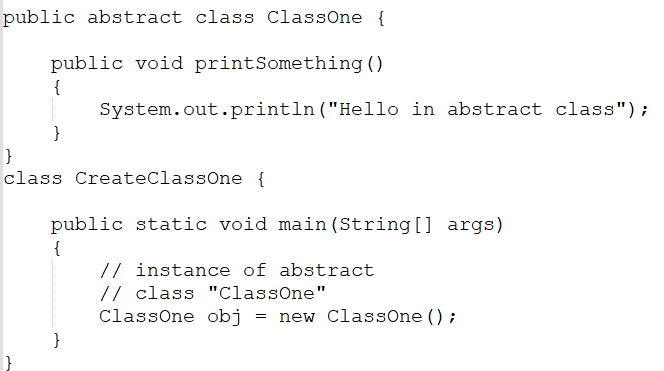 public abstract class ClassOne {
public void printSomething()
{
System.out.println("Hello in abstract class");
}
}
class CreateClassOne {
public static void main(String[] args)
{
// instance of abstract
// class "ClassOne"
ClassOne obj = new ClassOne();
}
}